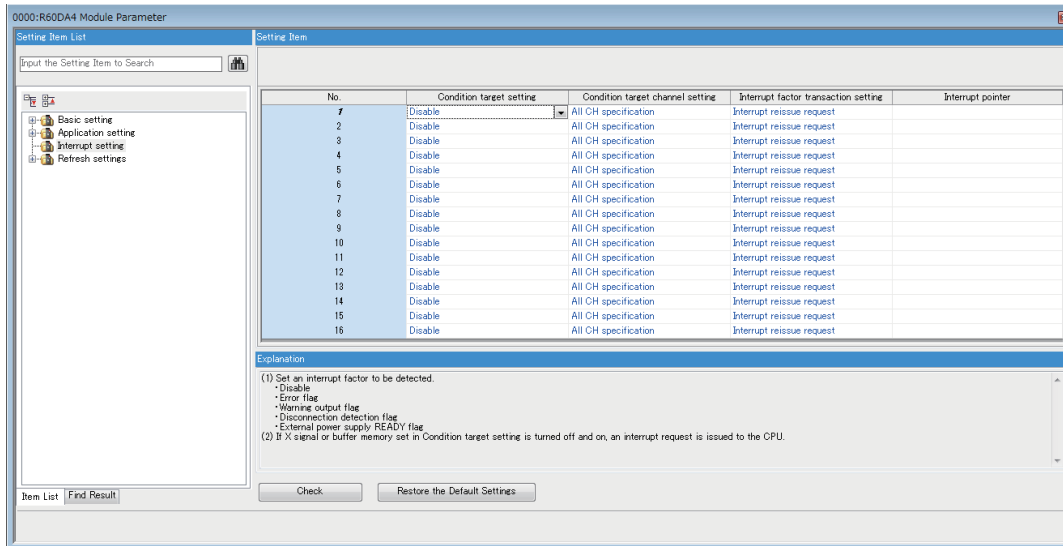 0000:R60DA4 Module Parameter
Setting Item List
Setting Item
Input the Setting Item to Search
Basic setting
Application setting
Interrupt setting
Refresh settings
No. Condition target setting Condition target channel setting Interrupt factor transaction setting Interrupt pointer
1 Disable All CH specification Interrupt reissue request
2 Disable All CH specification Interrupt reissue request
3 Disable All CH specification Interrupt reissue request
4 Disable All CH specification Interrupt reissue request
5 Disable All CH specification Interrupt reissue request
6 Disable All CH specification Interrupt reissue request
7 Disable All CH specification Interrupt reissue request
8 Disable All CH specification Interrupt reissue request
9 Disable All CH specification Interrupt reissue request
10 Disable All CH specification Interrupt reissue request
11 Disable All CH specification Interrupt reissue request
12 Disable All CH specification Interrupt reissue request
13 Disable All CH specification Interrupt reissue request
14 Disable All CH specification Interrupt reissue request
15 Disable All CH specification Interrupt reissue request
16 Disable All CH specification Interrupt reissue request
Explanation
(1) Set an interrupt factor to be detected.
・Disable
・Error flag
・Warning output flag
・Disconnection detection flag
・External power supply READY flag
(2) If X signal or buffer memory set in Condition target setting is turned off and on, an interrupt request is issued to the CPU.
Item List Find Result
Check Restore the Default Settings